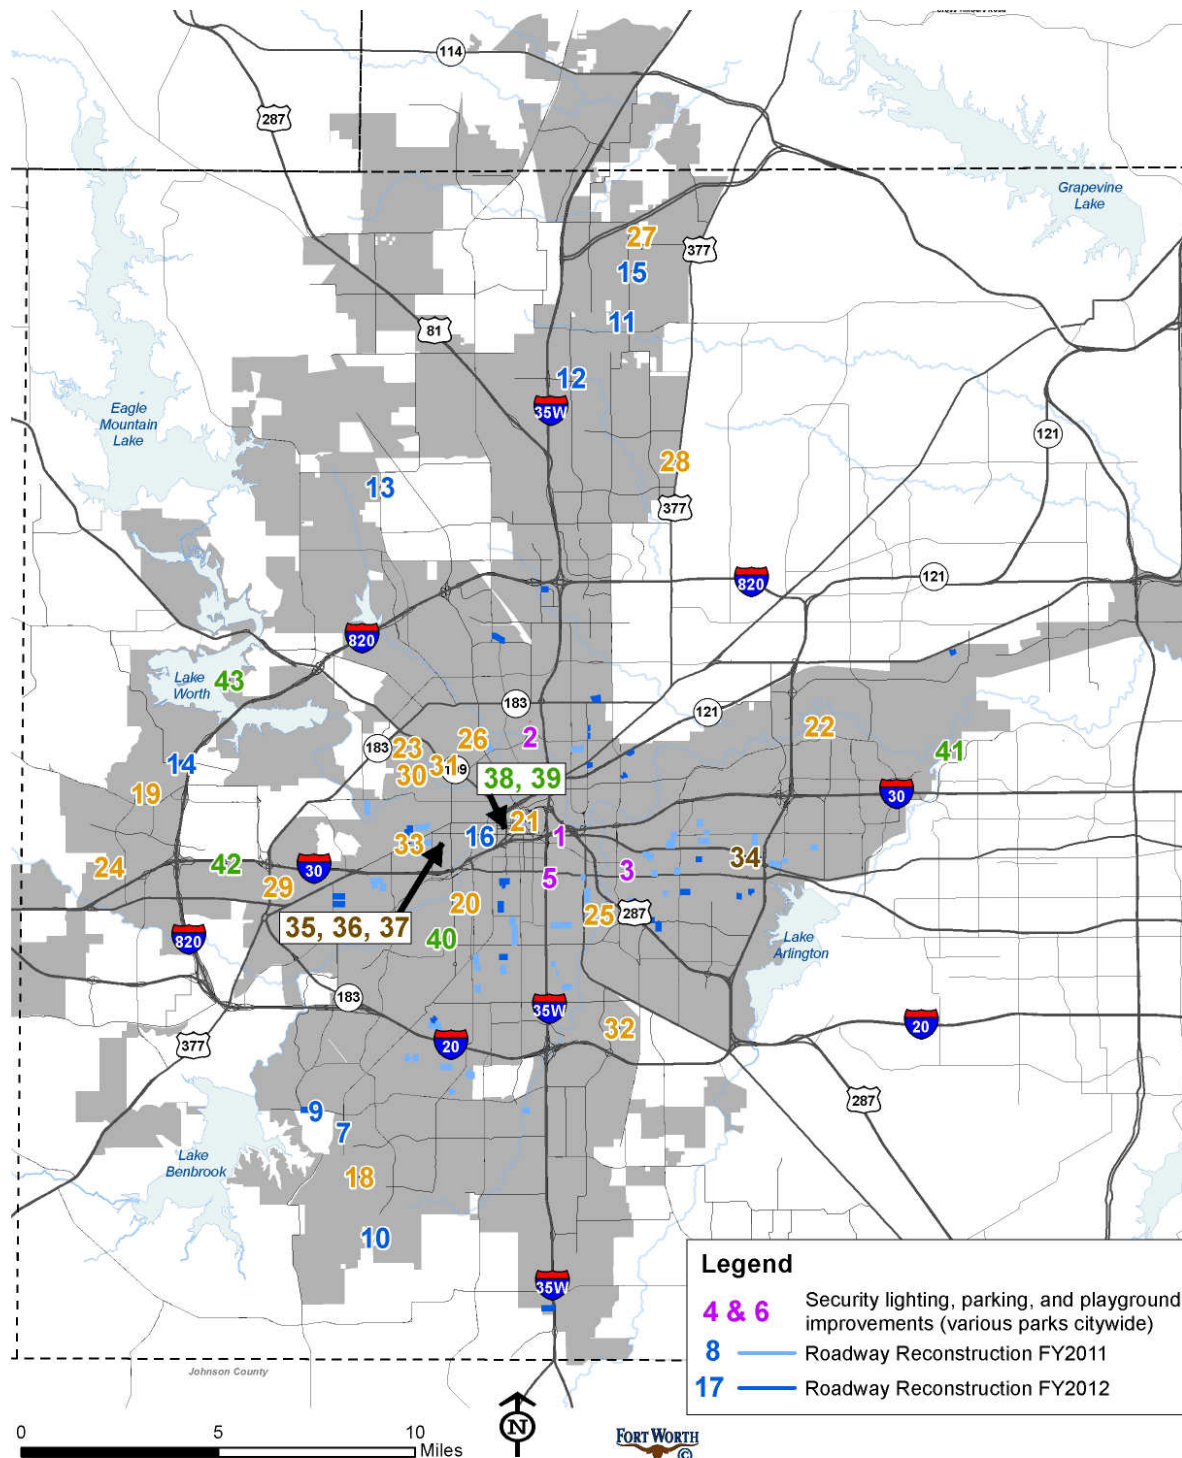 114
287
Grapevine
Lake
27
377
15
11
81
12
35W
Eagle
Mountain
Lake
121
28
13
377
820
121
820
Lake
Worth
43
183
121
2
22
26
183
23
41
31
30
38, 39
14
19
30
21
16
1
33
34
24
42
30
3
5
29
20
25
287
35, 36, 37
40
820
Lake
Arlington
183
35W
20
32
20
377
287
9
7
Lake
Benbrook
18
10
35W
Legend
4 & 6 Security lighting, parking, and playground
improvements (various parks citywide)
8 Roadway Reconstruction FY2011
17 Roadway Reconstruction FY2012
Johnson County
N
0 5 10
Miles
FORT WORTH
©